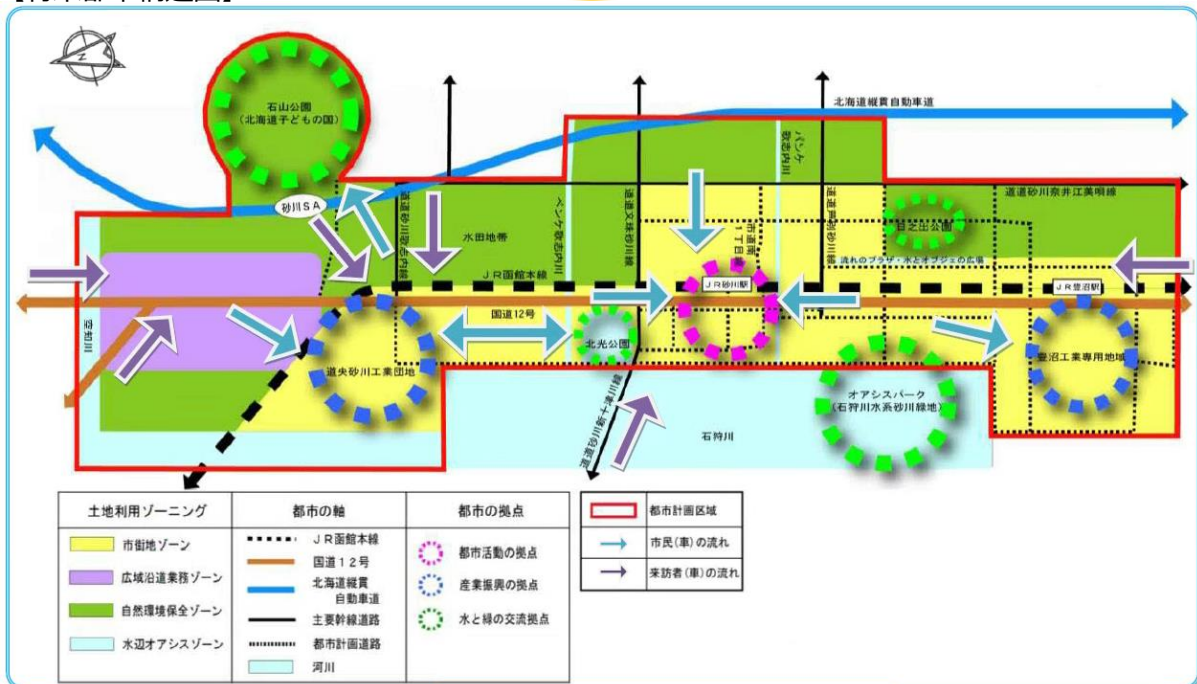 石山公園
(北海道子どもの国)
北海道縦貫自動車道
砂川SA
道道砂川歌志内線
水田地帯
ペンケ歌志内川
道道文珠砂川線
市道南1丁目線
パンケ歌志内川
道道砂川奈井江美唄線
日之出公園
流れのプラザ・水とオブジェの広場
JR函館本線
JR砂川駅
JR豊沼駅
空知川
国道12号
北光公園
道央砂川工業団地
豊沼工業専用地域
オアシスパーク
(石狩川水系砂川緑地)
石狩川
道道砂川新十津川線
土地利用ゾーニング
市街地ゾーン
広域沿道業務ゾーン
自然環境保全ゾーン
水辺オアシスゾーン
都市の軸
JR函館本線
国道12号
北海道縦貫
自動車道
主要幹線道路
都市計画道路
河川
都市の拠点
都市活動の拠点
産業振興の拠点
水と緑の交流拠点
都市計画区域
市民(車)の流れ
来訪者(車)の流れ